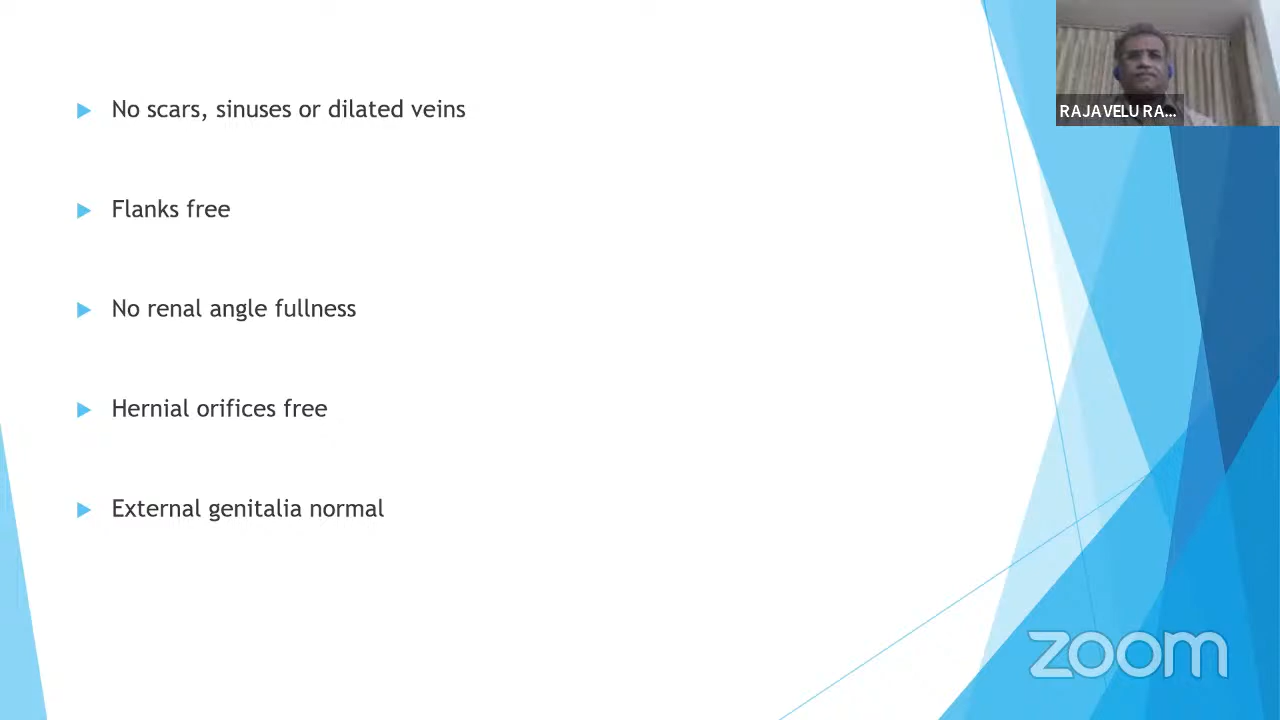 No scars, sinuses or dilated veins
Flanks free
No renal angle fullness
Hernial orifices free
External genitalia normal
RAJAVELU RA...
zoom